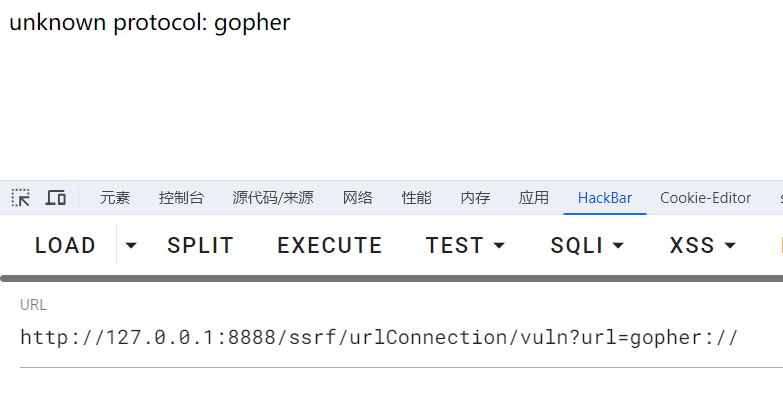 unknown protocol: gopher
元素 控制台 源代码/来源 网络 性能 内存 应用 HackBar Cookie-Editor
LOAD SPLIT EXECUTE TEST SQLI XSS
URL
http://127.0.0.1:8888/ssrf/urlConnection/vuln?url=gopher://